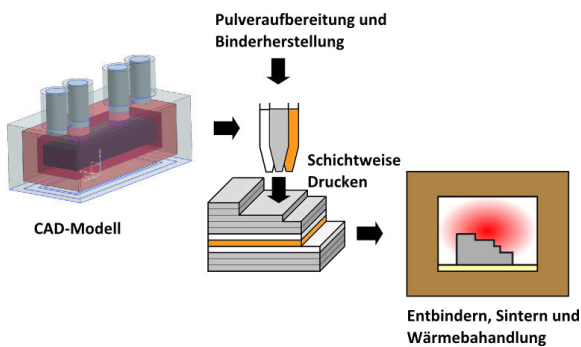 Pulveraufbereitung und
Binderherstellung
Schichtweise
Drucken
CAD-Modell
Entbindern, Sintern und
Wärmebahandlung